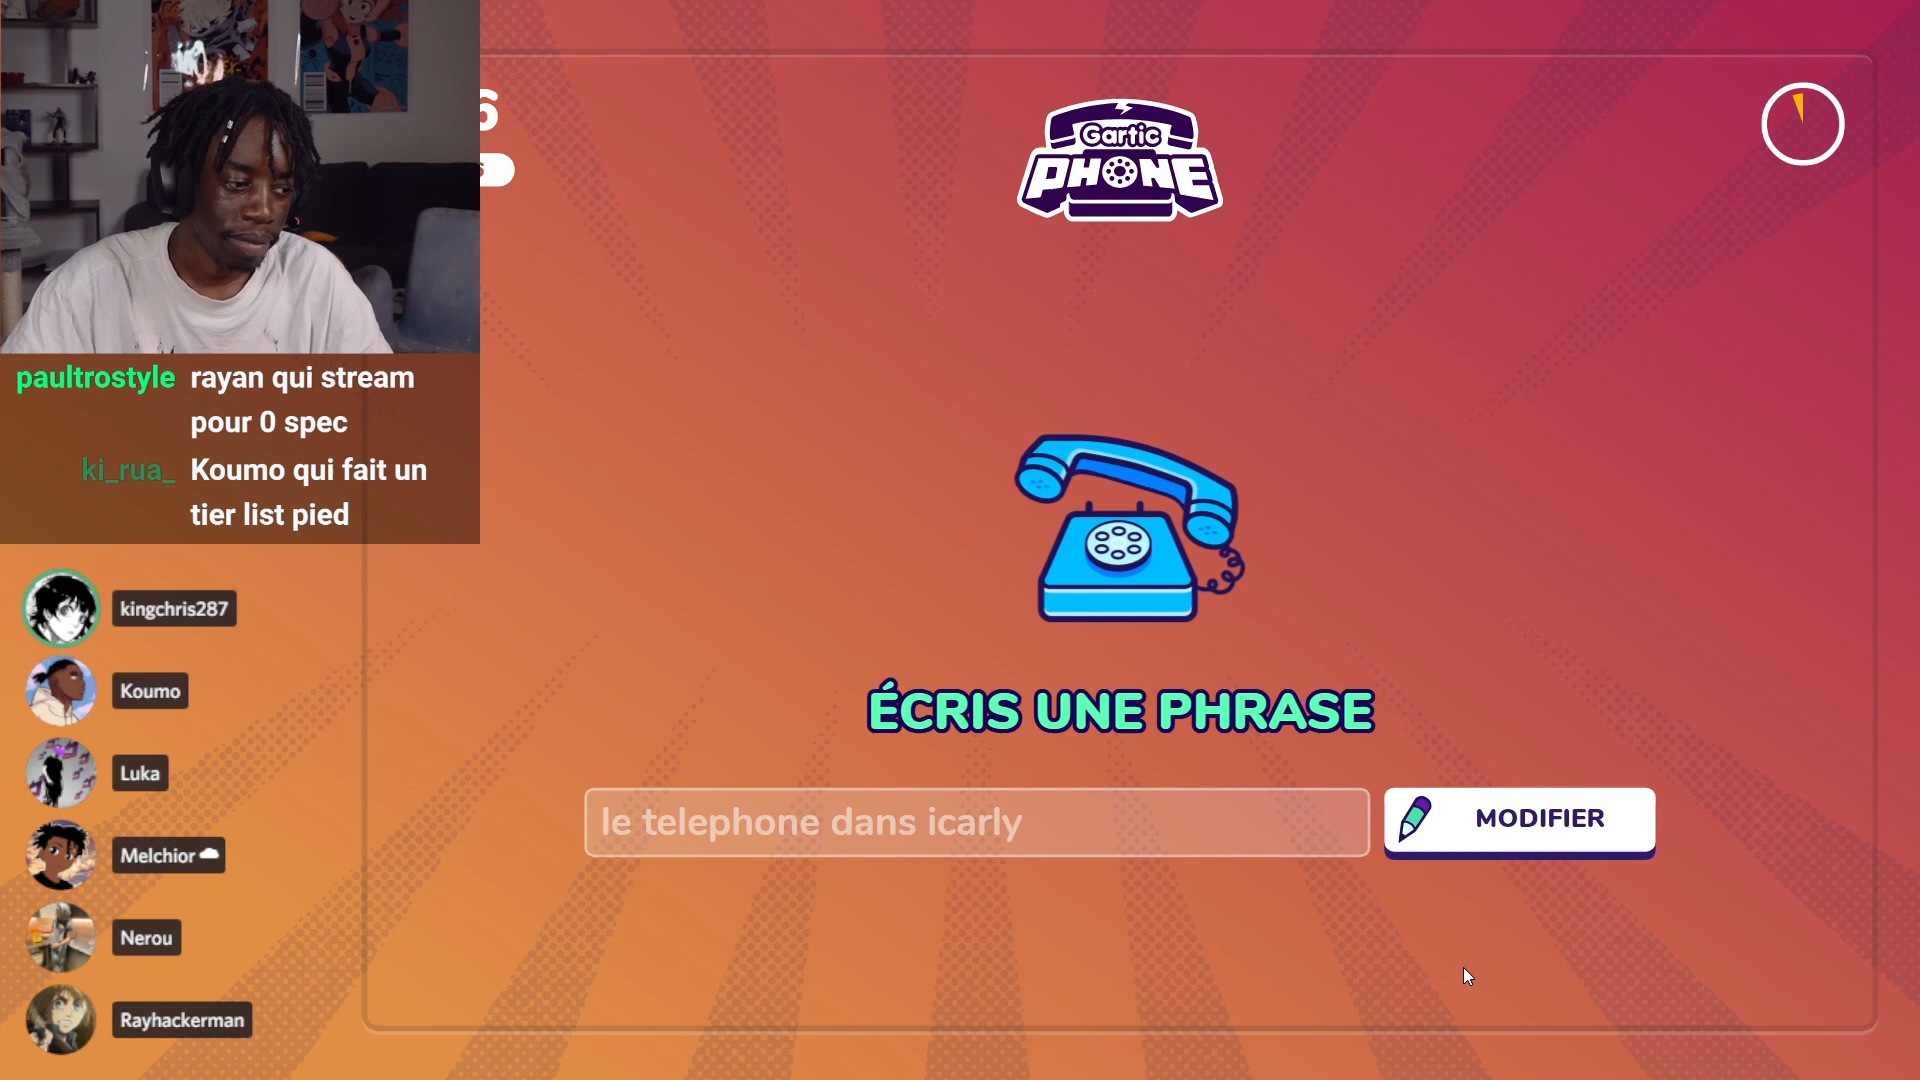 6
S
Gartic
PHONE
paultrostyle rayan qui stream
pour 0 spec
ki_rua_ Koumo qui fait un
tier list pied
kingchris287
Koumo
Luka
Melchior
Nerou
Rayhackerman
ÉCRIS UNE PHRASE
le telephone dans icarly
MODIFIER